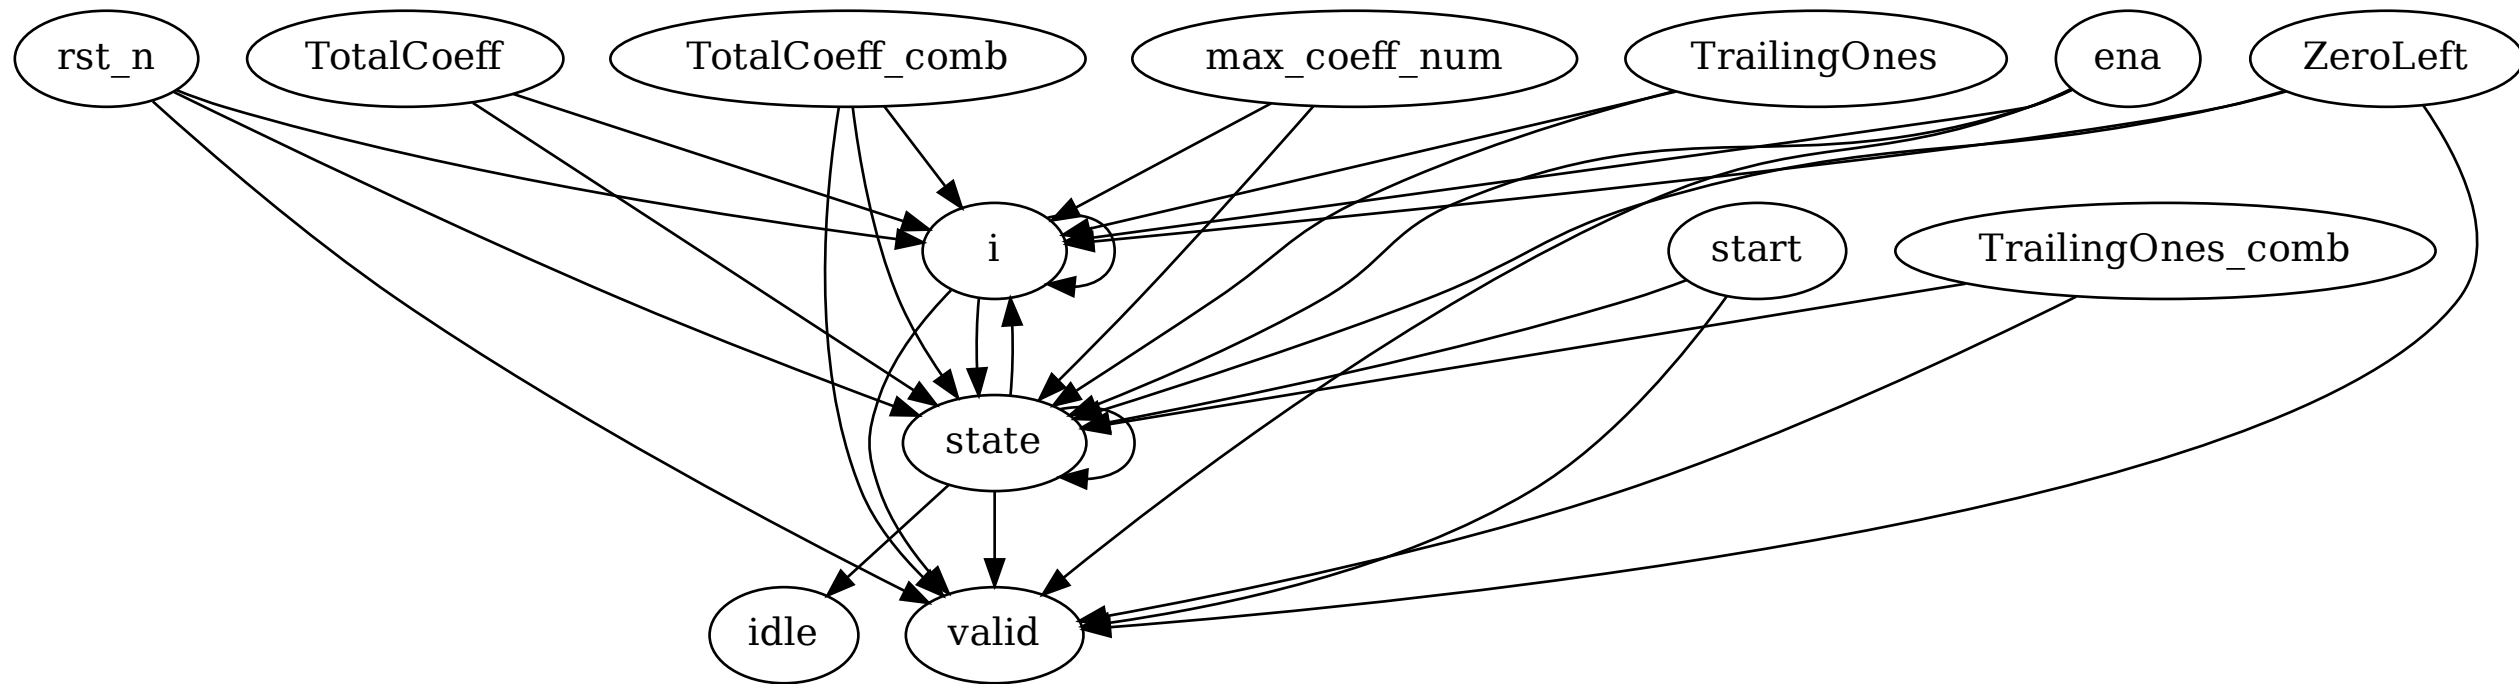 rst_n
TotalCoeff
TotalCoeff_comb
max_coeff_num
TrailingOnes
ena
ZeroLeft
i
start
TrailingOnes_comb
state
idle
valid